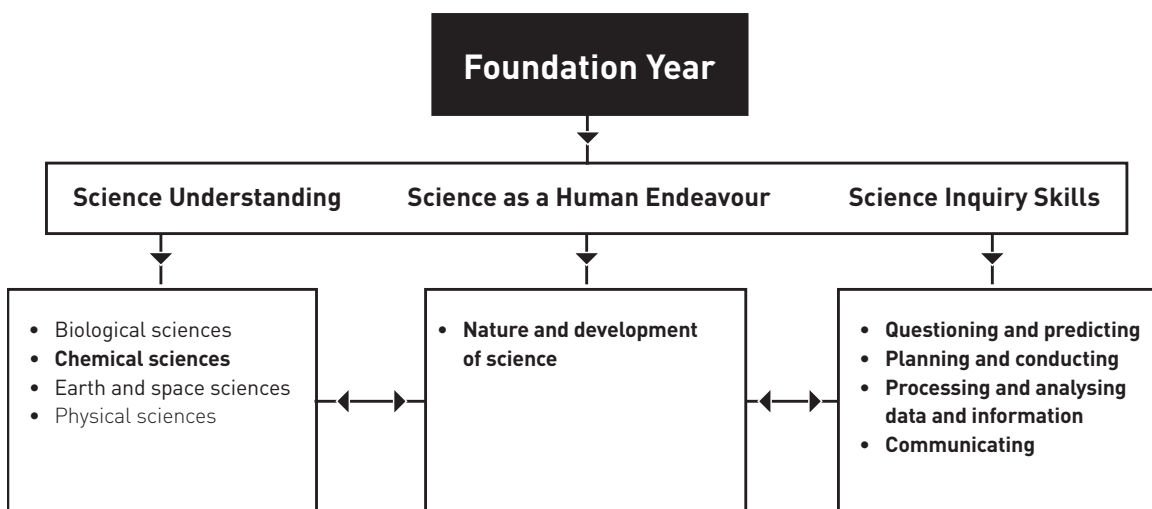 Foundation Year
Science Understanding
Science as a Human Endeavour
Science Inquiry Skills
• Biological sciences
• Chemical sciences
• Earth and space sciences
• Physical sciences
• Nature and development
of science
• Questioning and predicting
• Planning and conducting
• Processing and analysing
data and information
• Communicating